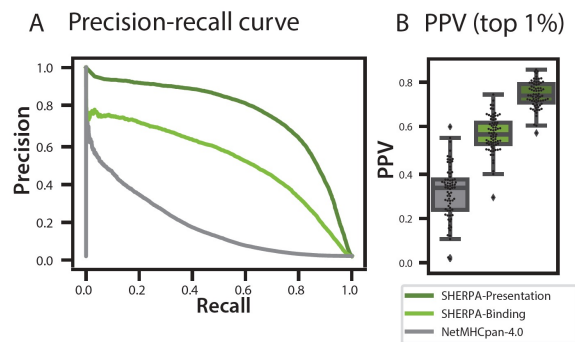 A Precision-recall curve
1.0
0.8
0.6
0.4
0.2
0.0
Precision
0.0 0.2 0.4 0.6 0.8 1.0
Recall
B PPV (top 1%)
0.8
0.6
0.4
0.2
0.0
PPV
SHERPA-Presentation
SHERPA-Binding
NetMHCpan-4.0